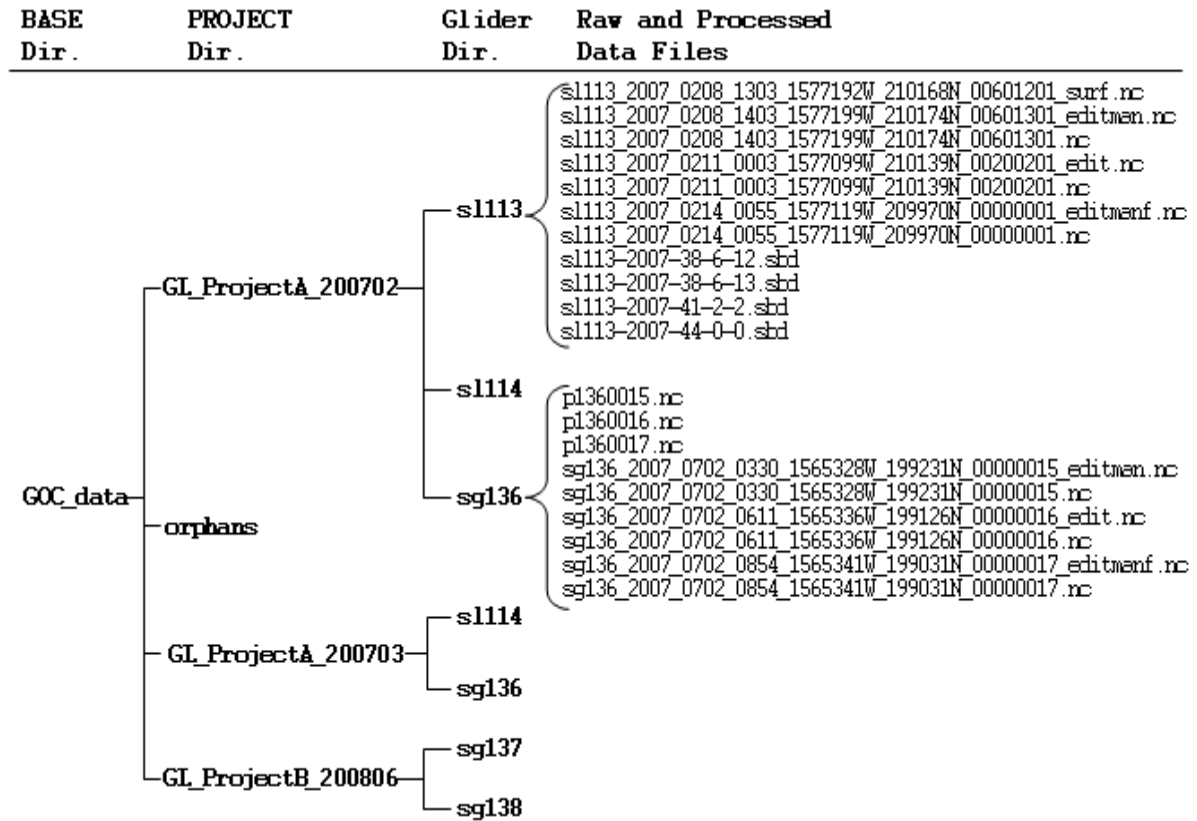 BASE PROJECT Glider Raw and Processed
Dir. Dir. Dir. Data Files
sl113_2007_0208_1303_1577192W_210168N_00601201_surf.nc
sl113_2007_0208_1403_1577199W_210174N_00601301_editman.nc
sl113_2007_0208_1403_1577199W_210174N_00601301.nc
sl113_2007_0211_0003_1577099W_210139N_00200201_edit.nc
sl113_2007_0211_0003_1577099W_210139N_00200201.nc
sl113
sl113_2007_0214_0055_1577119W_209970N_00000001_editmanf.nc
sl113_2007_0214_0055_1577119W_209970N_00000001.nc
sl113-2007-38-6-12.sbd
GL_ProjectA_200702
sl113-2007-38-6-13.sbd
sl113-2007-41-2-2.sbd
sl113-2007-44-0-0.sbd
sl114
p1360015.nc
p1360016.nc
p1360017.nc
sg136_2007_0702_0330_1565328W_199231N_00000015_editman.nc
GOC_data
sg136
sg136_2007_0702_0330_1565328W_199231N_00000015.nc
sg136_2007_0702_0611_1565336W_199126N_00000016_edit.nc
orphans
sg136_2007_0702_0611_1565336W_199126N_00000016.nc
sg136_2007_0702_0854_1565341W_199031N_00000017_editmanf.nc
sg136_2007_0702_0854_1565341W_199031N_00000017.nc
sl114
GL_ProjectA_200703
sg136
sg137
GL_ProjectB_200806
sg138